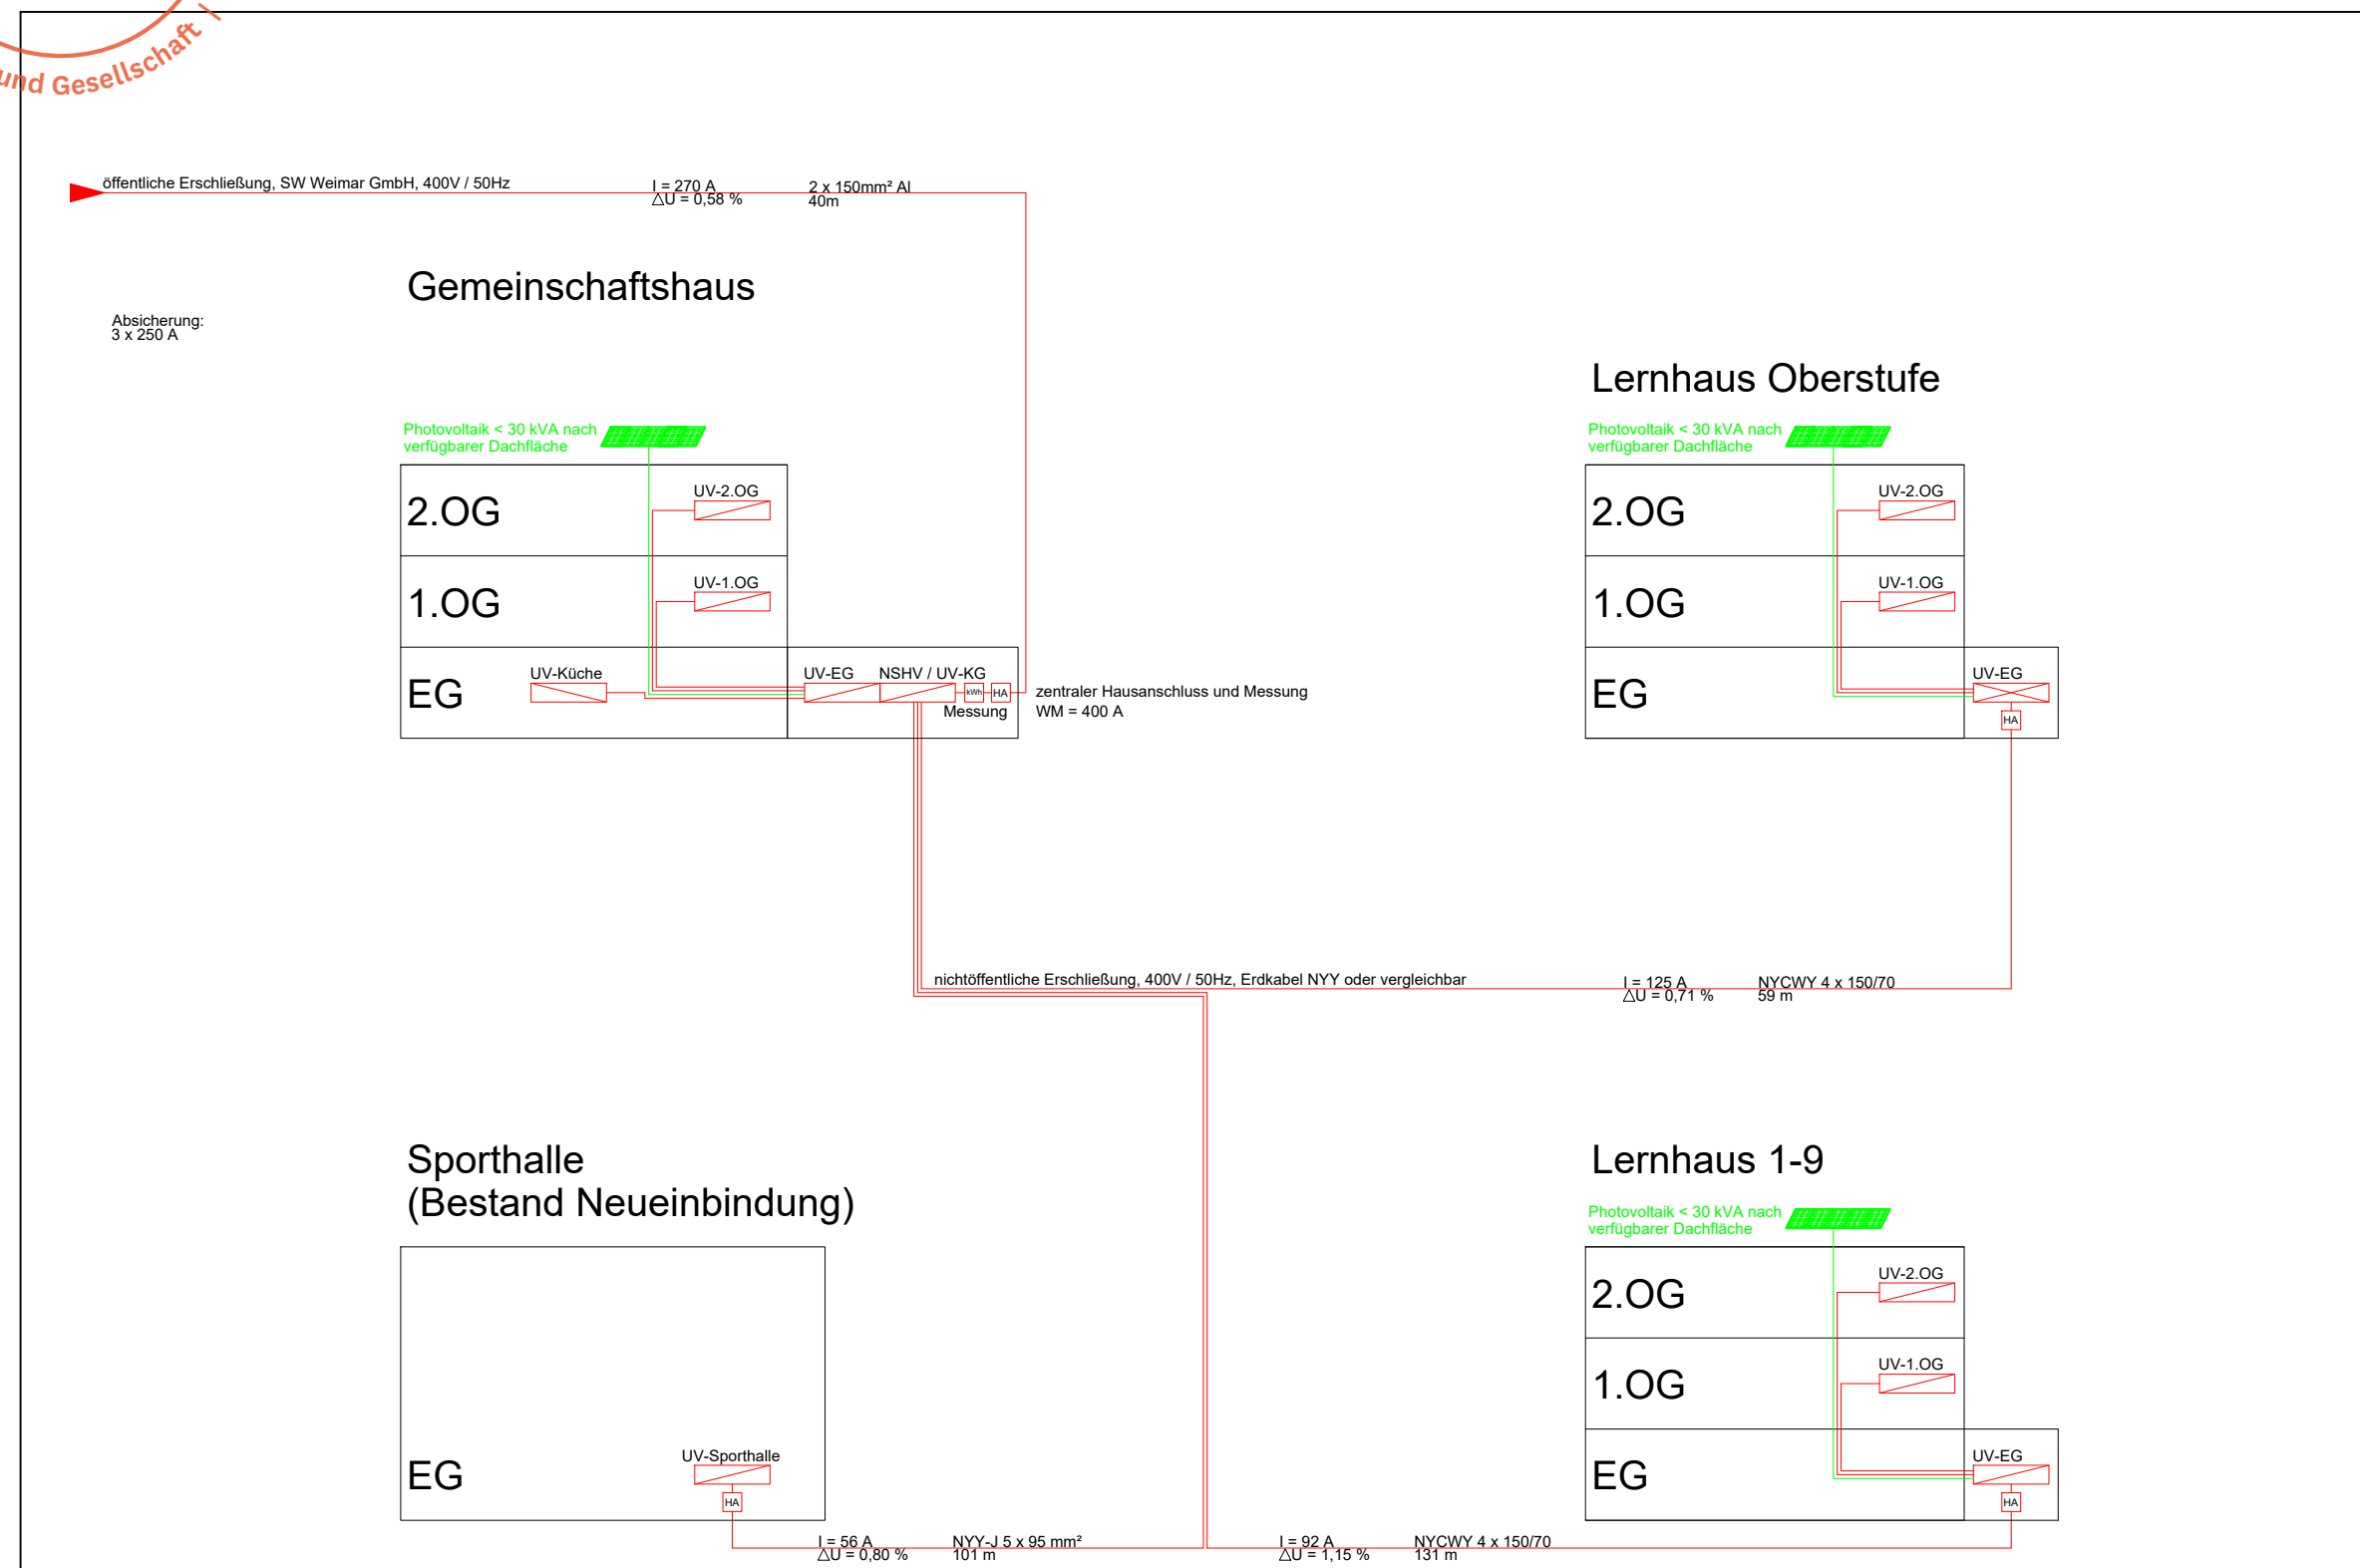 und Gesellschaft
öffentliche Erschließung, SW Weimar GmbH, 400V / 50Hz
I = 270 A
△U = 0,58 %
2 x 150mm² Al
40m
Gemeinschaftshaus
Absicherung:
3 x 250 A
Photovoltaik < 30 kVA nach
verfügbarer Dachfläche
2.OG
UV-2.OG
1.OG
UV-1.OG
EG
UV-Küche
UV-EG
NSHV / UV-KG
kWh
HA
Messung
zentraler Hausanschluss und Messung
WM = 400 A
Lernhaus Oberstufe
Photovoltaik < 30 kVA nach
verfügbarer Dachfläche
2.OG
UV-2.OG
1.OG
UV-1.OG
EG
UV-EG
HA
nichtöffentliche Erschließung, 400V / 50Hz, Erdkabel NYY oder vergleichbar
I = 125 A
△U = 0,71 %
NYCWY 4 x 150/70
59 m
Sporthalle
(Bestand Neueinbindung)
EG
UV-Sporthalle
HA
I = 56 A
△U = 0,80 %
NYY-J 5 x 95 mm²
101 m
Lernhaus 1-9
Photovoltaik < 30 kVA nach
verfügbarer Dachfläche
2.OG
UV-2.OG
1.OG
UV-1.OG
EG
UV-EG
HA
I = 92 A
△U = 1,15 %
NYCWY 4 x 150/70
131 m